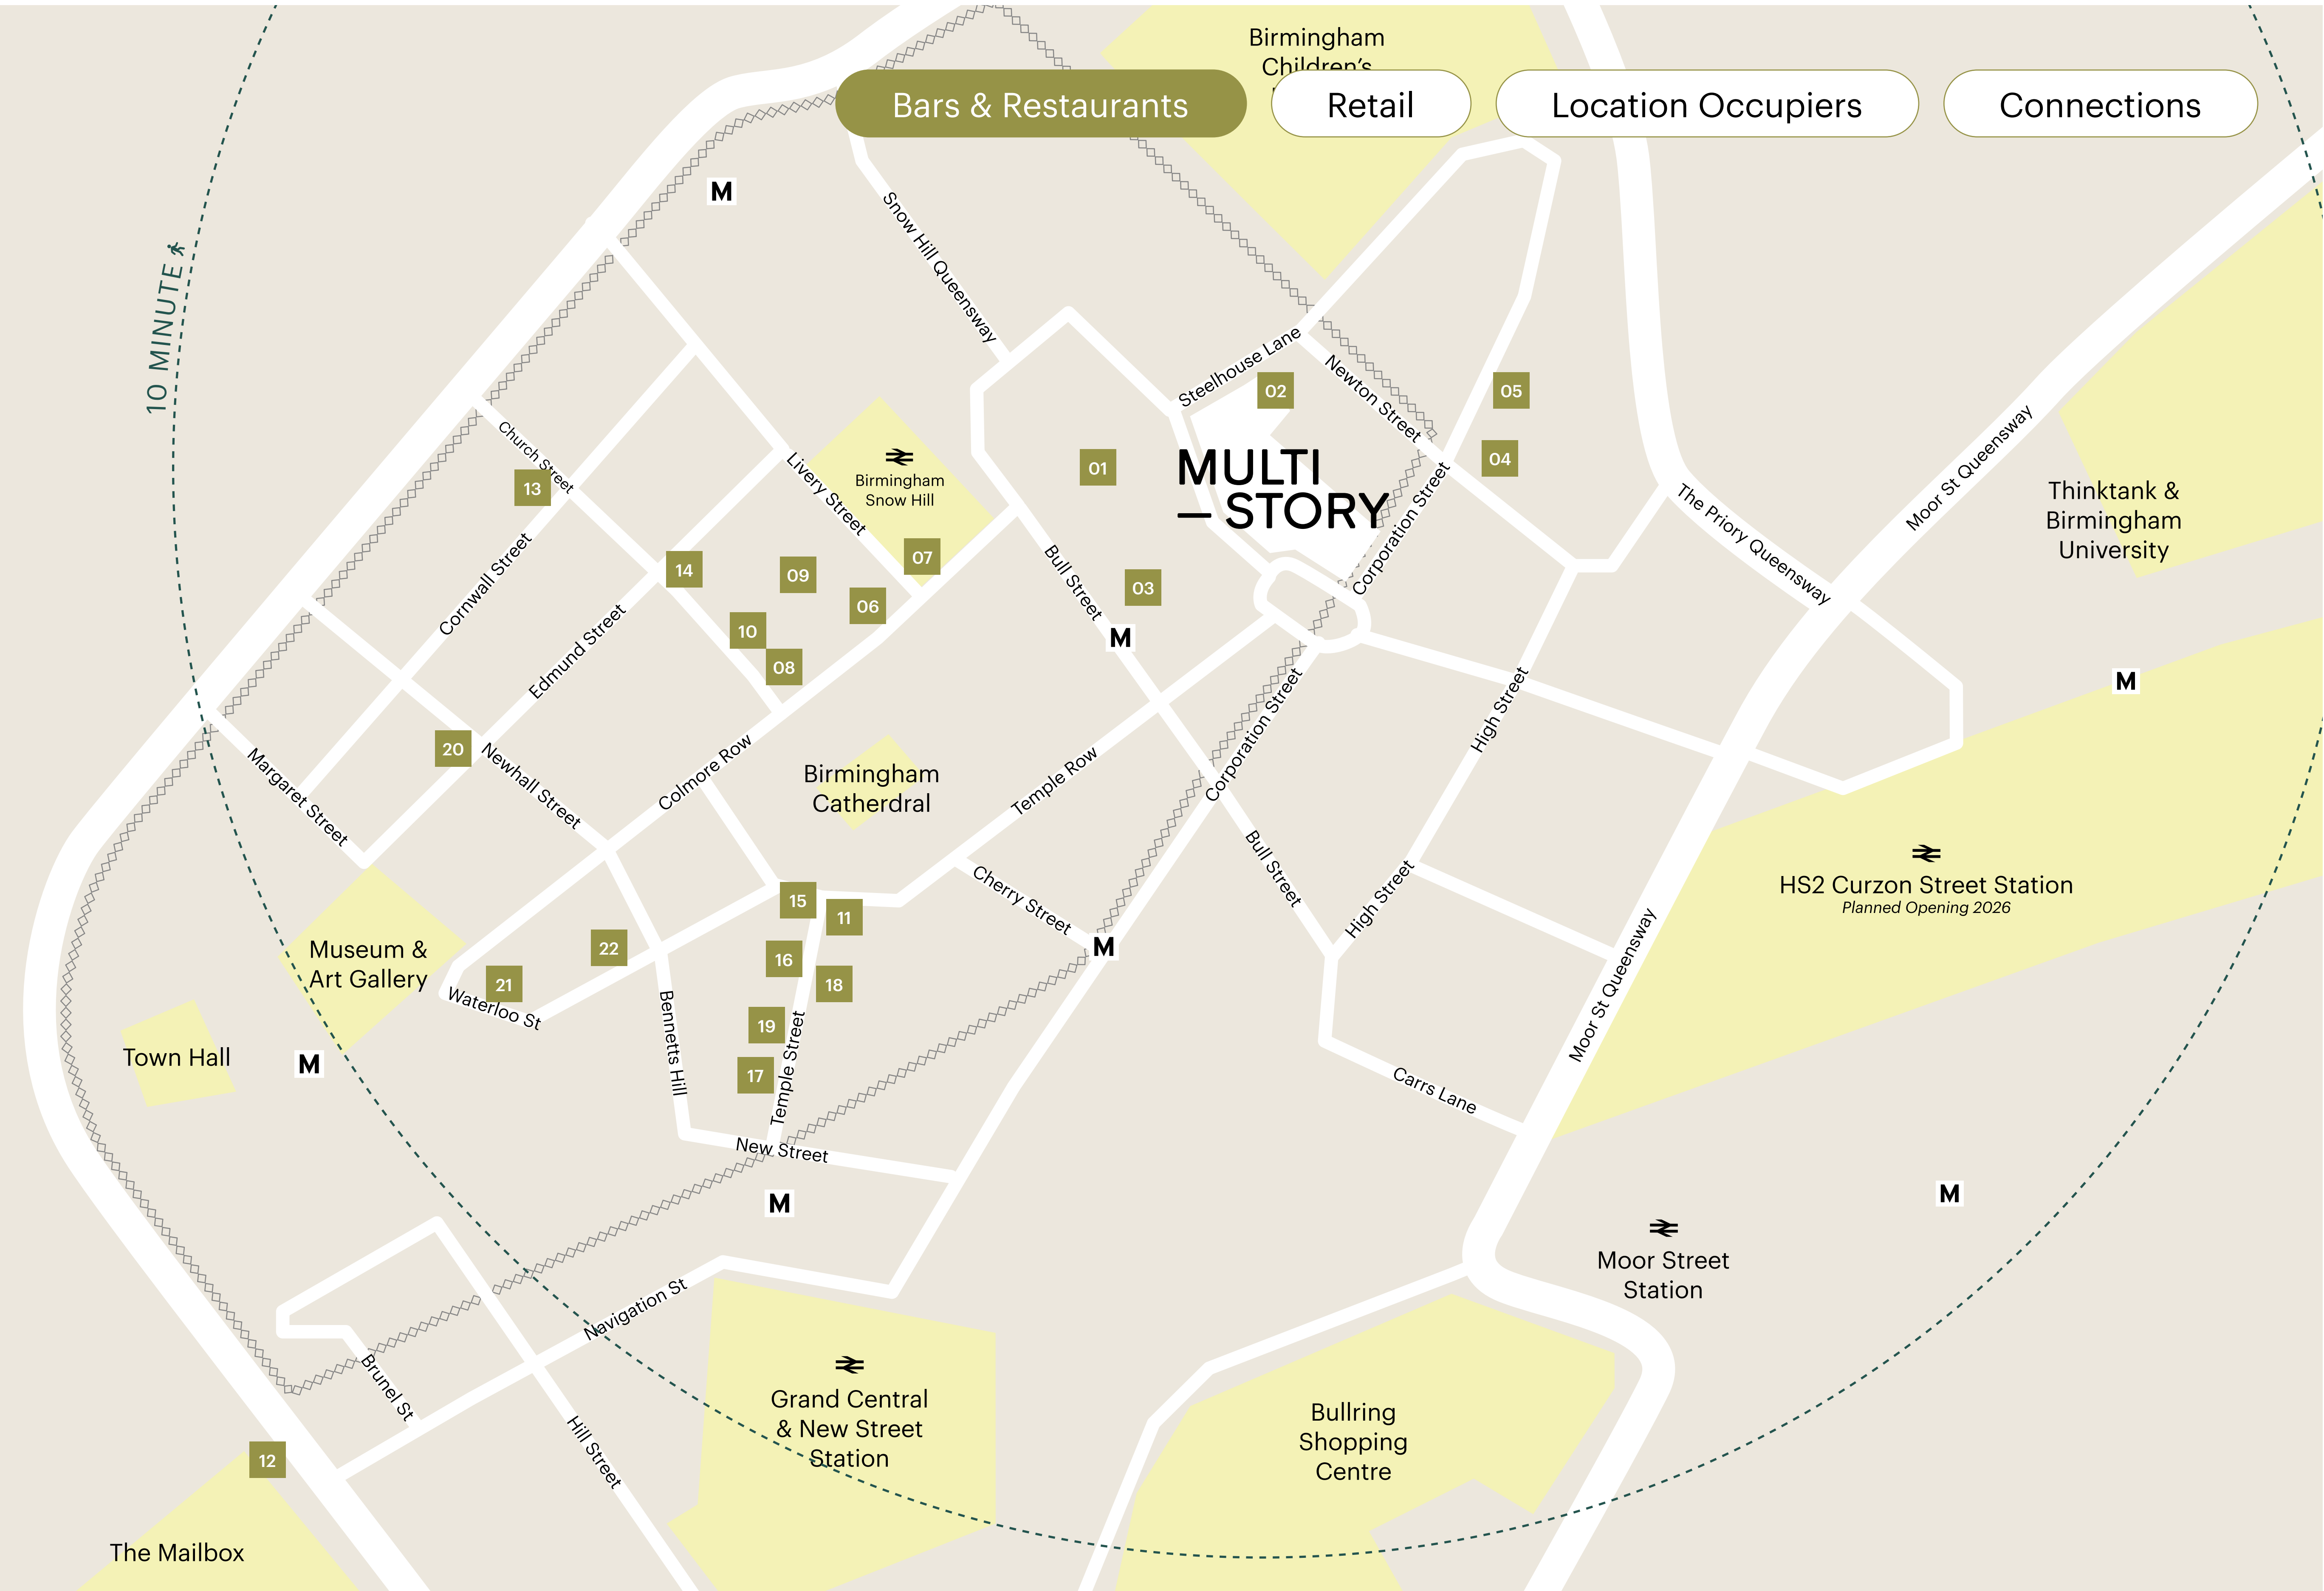 Birmingham
Children's
Bars & Restaurants
Retail
Location Occupiers
Connections
M
10 MINUTE
Snow Hill Queensway
Steelhouse Lane
Newton Street
02
05
04
01
MULTI
— STORY
Corporation Street
03
Church Street
13
Livery Street
Birmingham
Snow Hill
07
14
09
06
10
08
Bull Street
M
Cornwall Street
Edmund Street
The Priory Queensway
Moor St Queensway
Thinktank &
Birmingham
University
M
20
Margaret Street
Newhall Street
Colmore Row
Birmingham
Catherdral
Temple Row
Corporation Street
High Street
Bull Street
High Street
Cherry Street
M
HS2 Curzon Street Station
Planned Opening 2026
Moor St Queensway
15
11
22
16
18
21
19
17
Museum &
Art Gallery
Waterloo St
Bennetts Hill
Temple Street
Town Hall
M
New Street
M
Carrs Lane
M
Moor Street
Station
Navigation St
Brunel St
Hill Street
Grand Central
& New Street
Station
Bullring
Shopping
Centre
12
The Mailbox